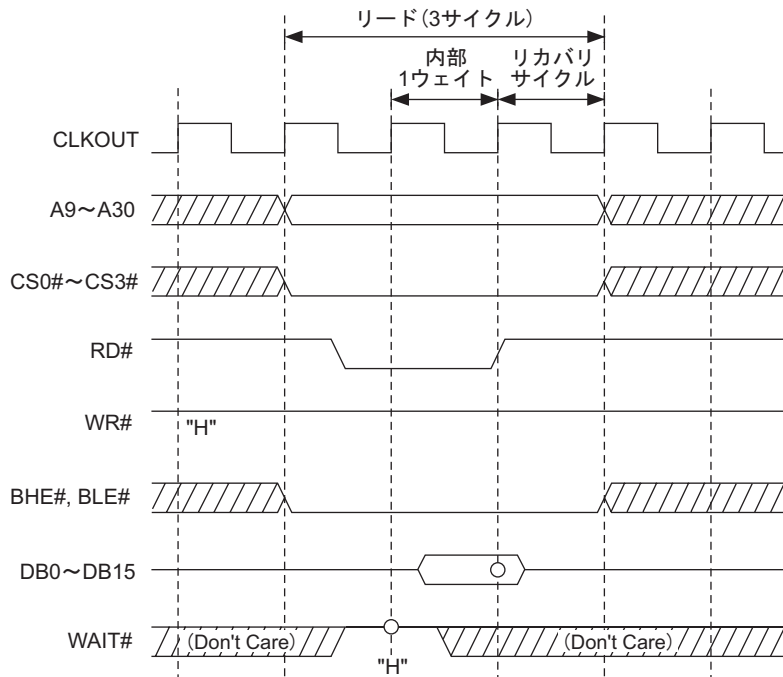 リード(3サイクル)
内部
1ウェイト
リカバリ
サイクル
CLKOUT
A9～A30
CS0#～CS3#
RD#
WR#
"H"
BHE#, BLE#
DB0～DB15
WAIT#
(Don't Care)
(Don't Care)
"H"